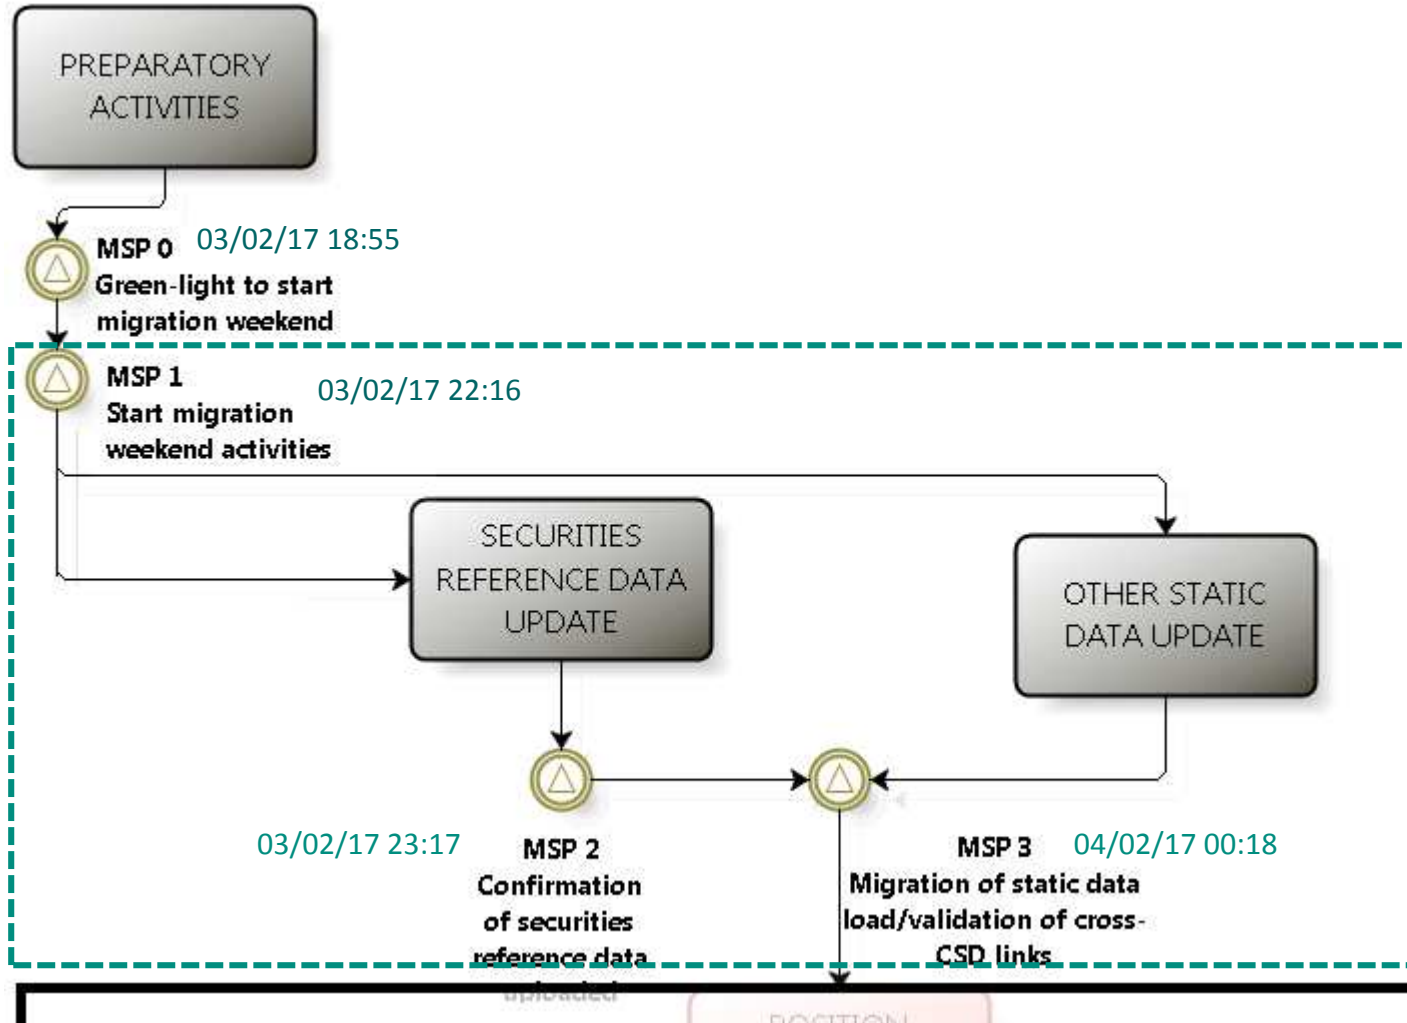 PREPARATORY
ACTIVITIES
MSP 0 03/02/17 18:55
Green-light to start
migration weekend
MSP 1
03/02/17 22:16
Start migration
weekend activities
SECURITIES
REFERENCE DATA
UPDATE
OTHER STATIC
DATA UPDATE
03/02/17 23:17
MSP 2
Confirmation
of securities
reference data
uploaded
MSP 3 04/02/17 00:18
Migration of static data
load/validation of cross-
CSD links
POSITION